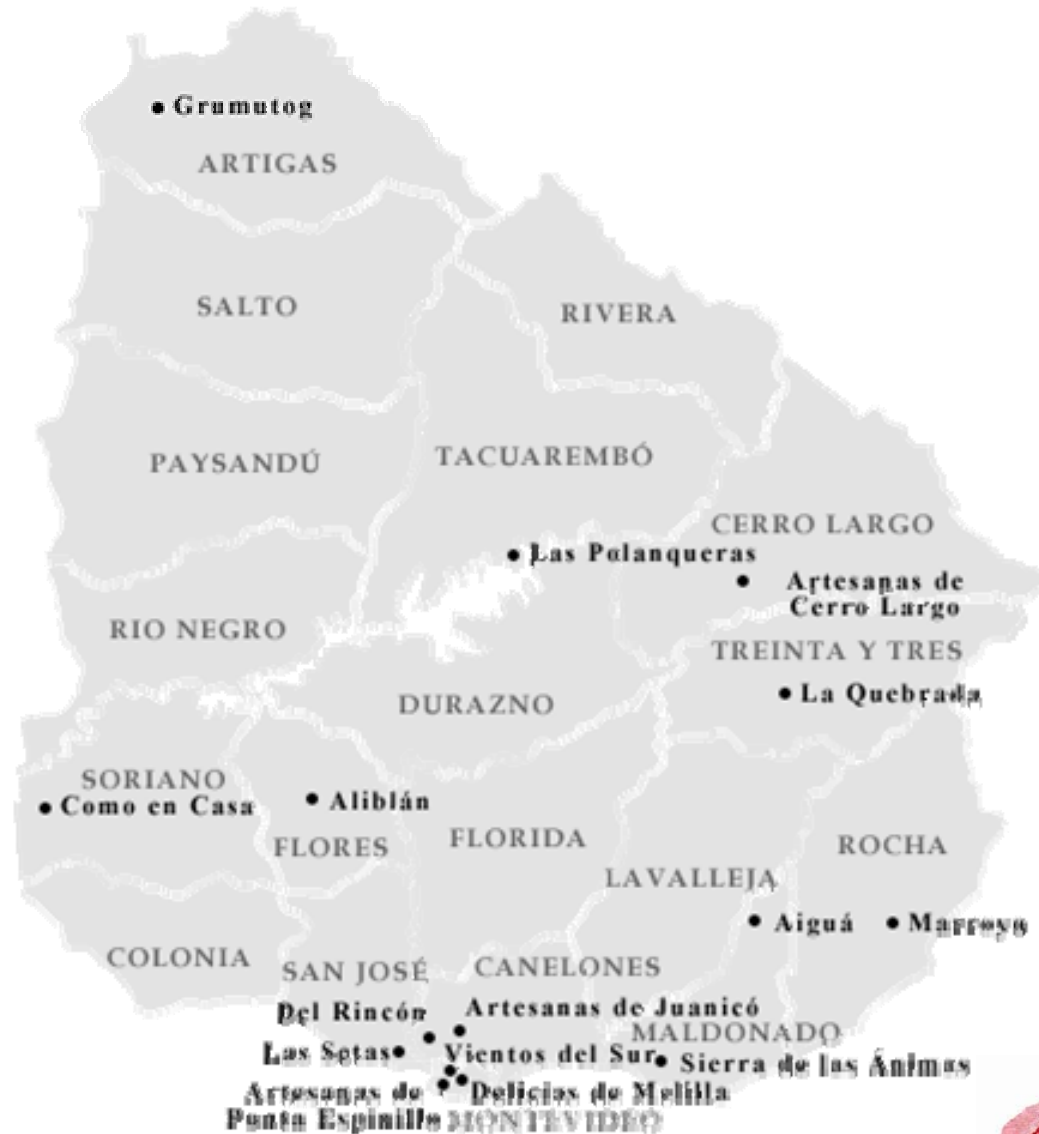 Grumutog
ARTIGAS
SALTO
RIVERA
PAYSANDÚ
TACUAREMBÓ
CERRO LARGO
Las Palanqueras
Artesanas de
Cerro Largo
RIO NEGRO
TREINTA Y TRES
La Quebrada
DURAZNO
SORIANO
Como en Casa
Aliblán
FLORES
FLORIDA
ROCHA
LAVALLEJA
Aiguá
Marroyo
COLONIA
SAN JOSÉ
CANELONES
Del Rincón
Artesanas de Juanicó
MALDONADO
Las Sotas
Vientos del Sur
Sierra de las Ánimas
Artesanas de
Punta Espinillo
Delicias de Melilla
MONTEVIDEO